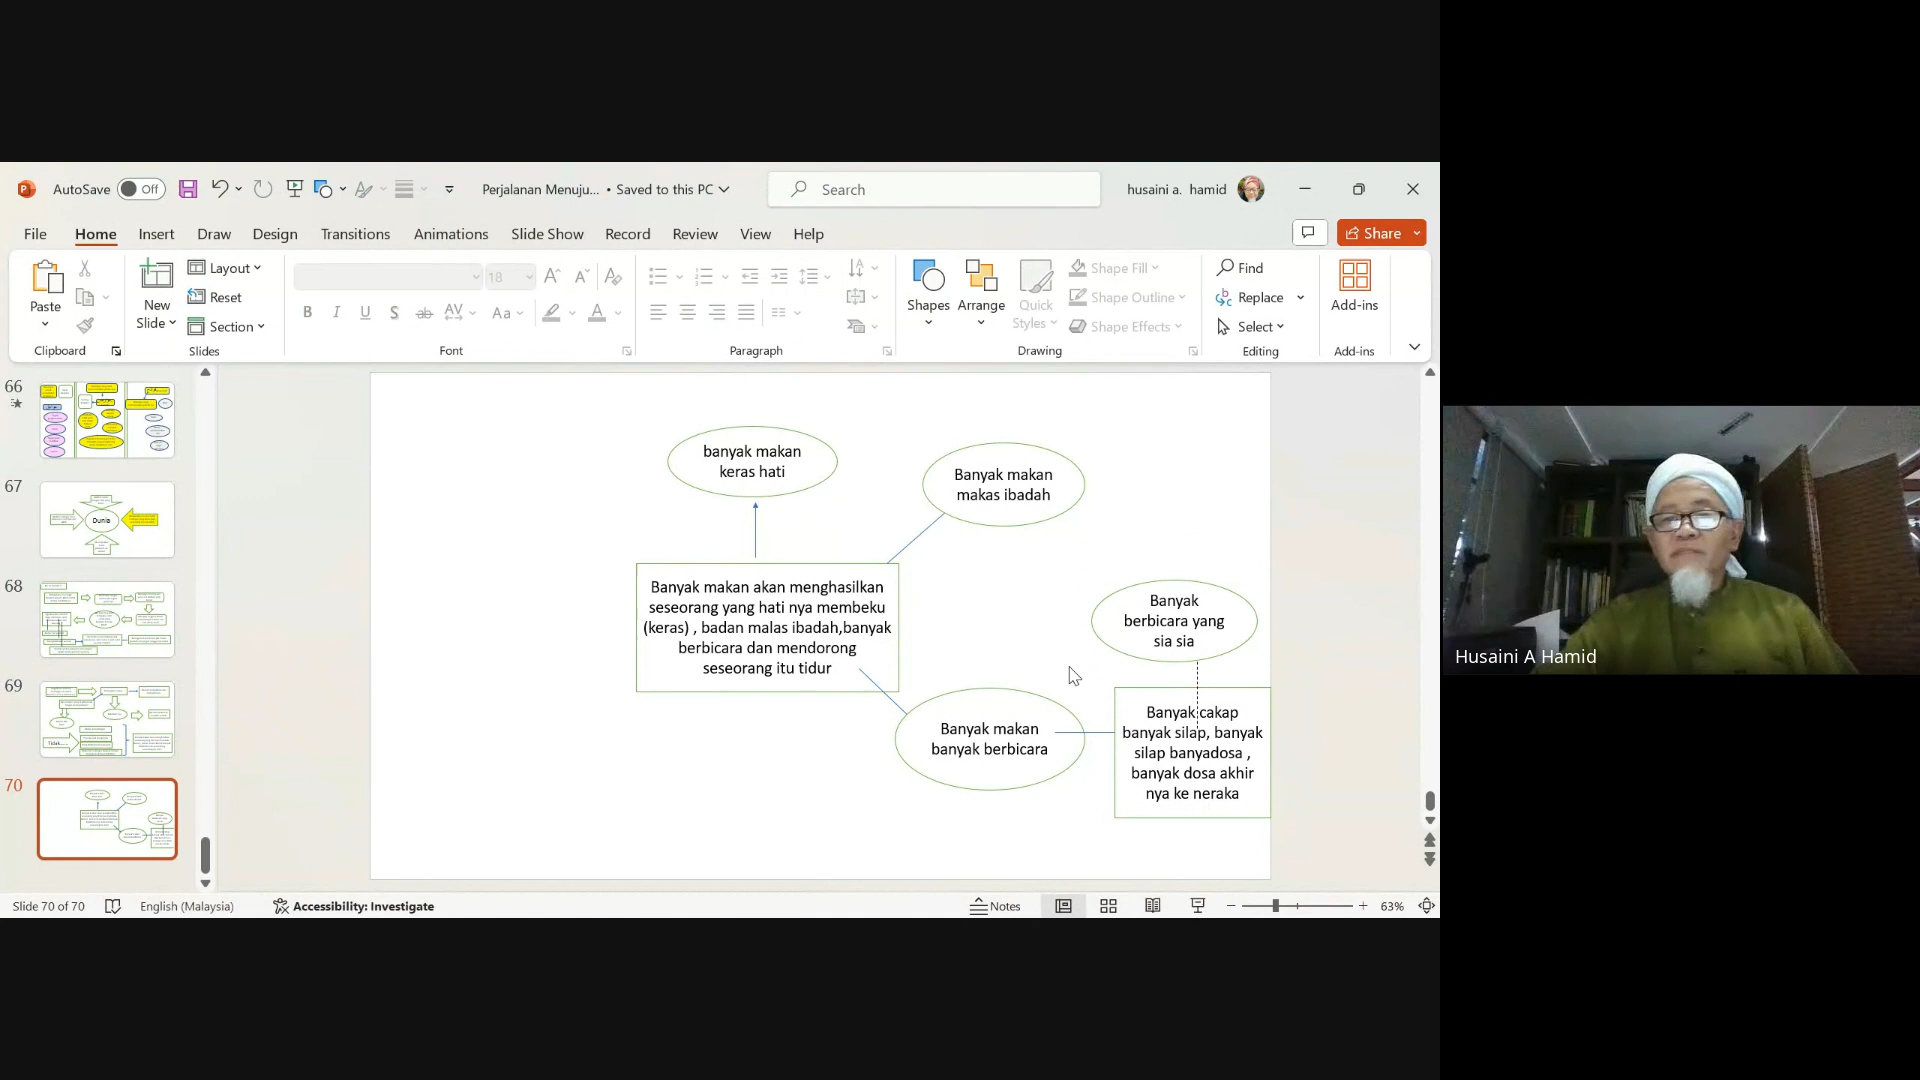 AutoSave
Off
Perjalanan Menuju... • Saved to this PC
Search
husaini a. hamid
File
Home
Insert
Draw
Design
Transitions
Animations
Slide Show
Record
Review
View
Help
Share
Paste
Clipboard
New
Slide
Layout
Reset
Section
Slides
18
B I U S ab AV Aa A
Font
Paragraph
Shapes
Arrange
Quick
Styles
Shape Fill
Shape Outline
Shape Effects
Drawing
Find
Replace
Select
Editing
Add-ins
Add-ins
66
67
Dunia
68
69
Tidak......
70
banyak makan
keras hati
Banyak makan
makas ibadah
Banyak makan akan menghasilkan
seseorang yang hati nya membeku
(keras) , badan malas ibadah,banyak
berbicara dan mendorong
seseorang itu tidur
Banyak
berbicara yang
sia sia
Banyak makan
banyak berbicara
Banyak cakap
banyak silap, banyak
silap banyadosa ,
banyak dosa akhir
nya ke neraka
Husaini A Hamid
Slide 70 of 70
English (Malaysia)
Accessibility: Investigate
Notes
63%